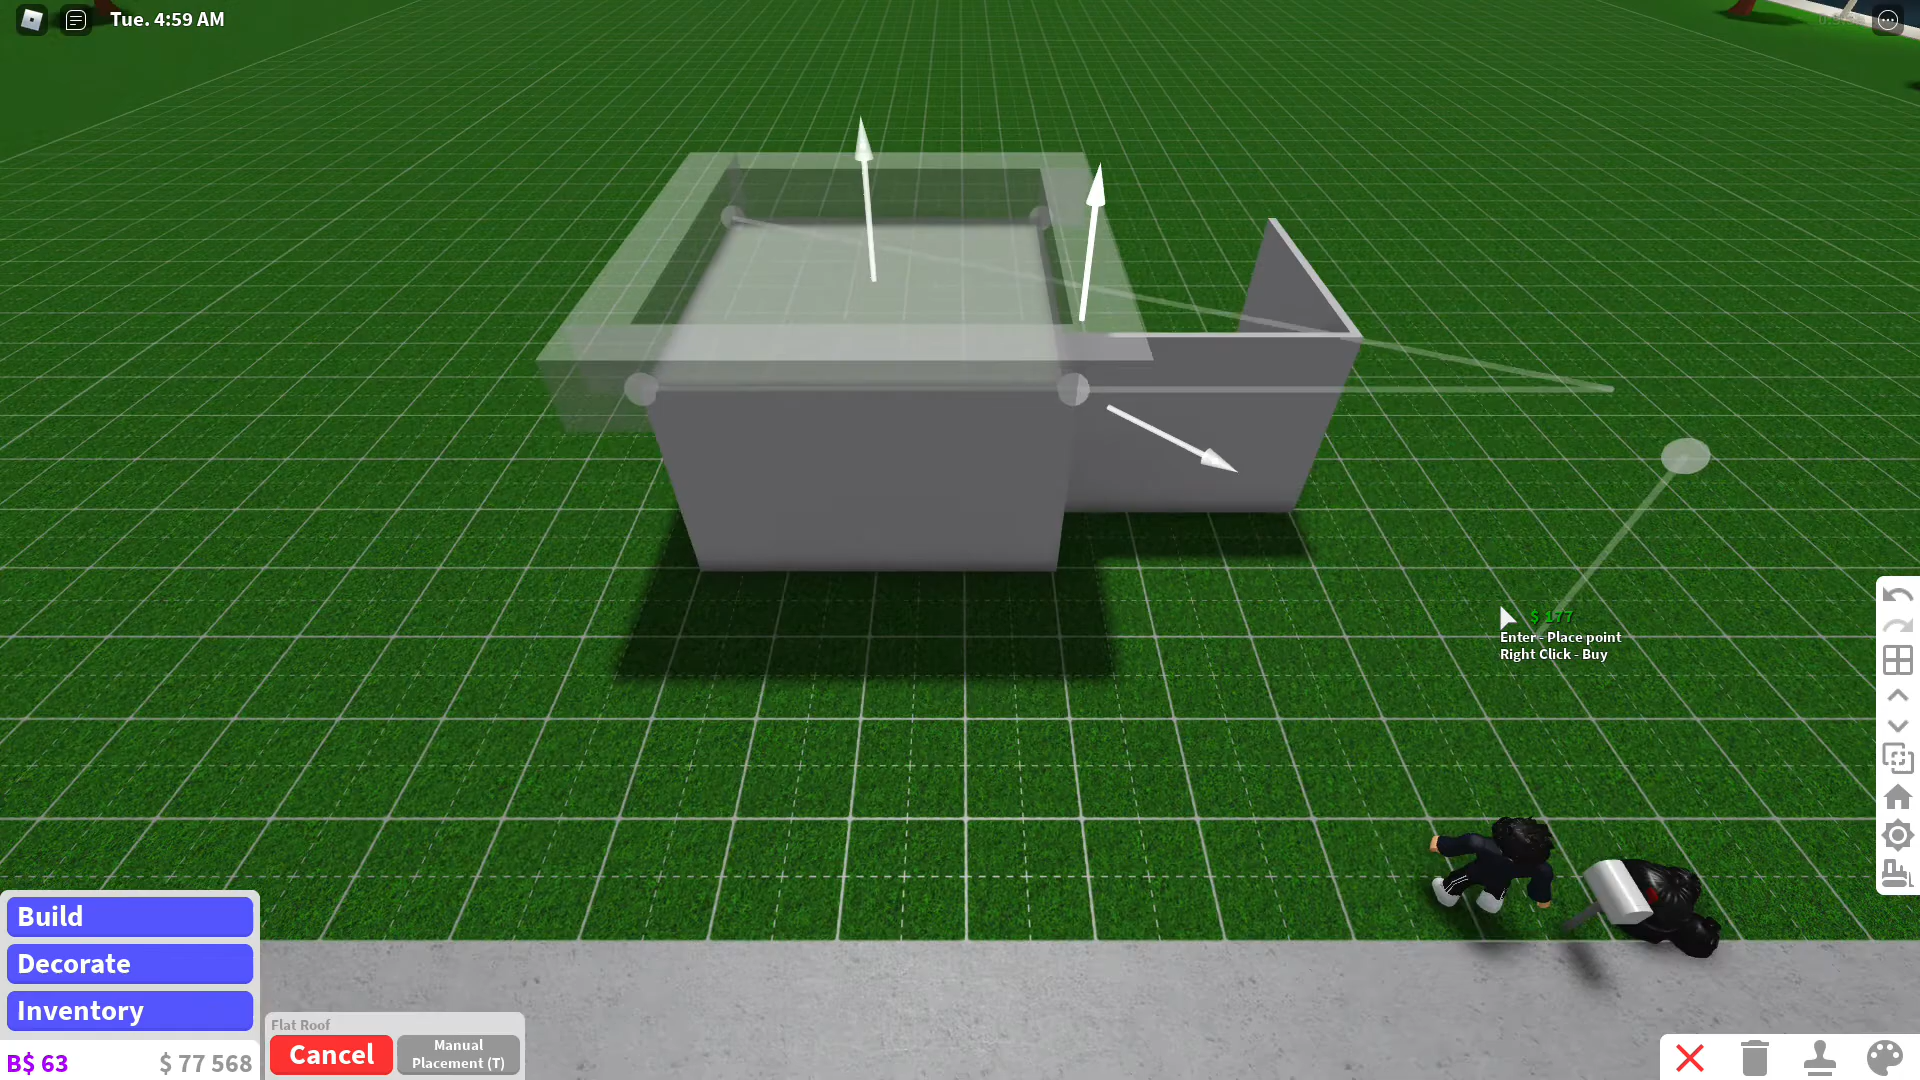 Tue. 4:59 AM
$ 177
Enter - Place point
Right Click - Buy
Build
Decorate
Inventory
B$ 63
$ 77 568
Flat Roof
Cancel
Manual
Placement (T)